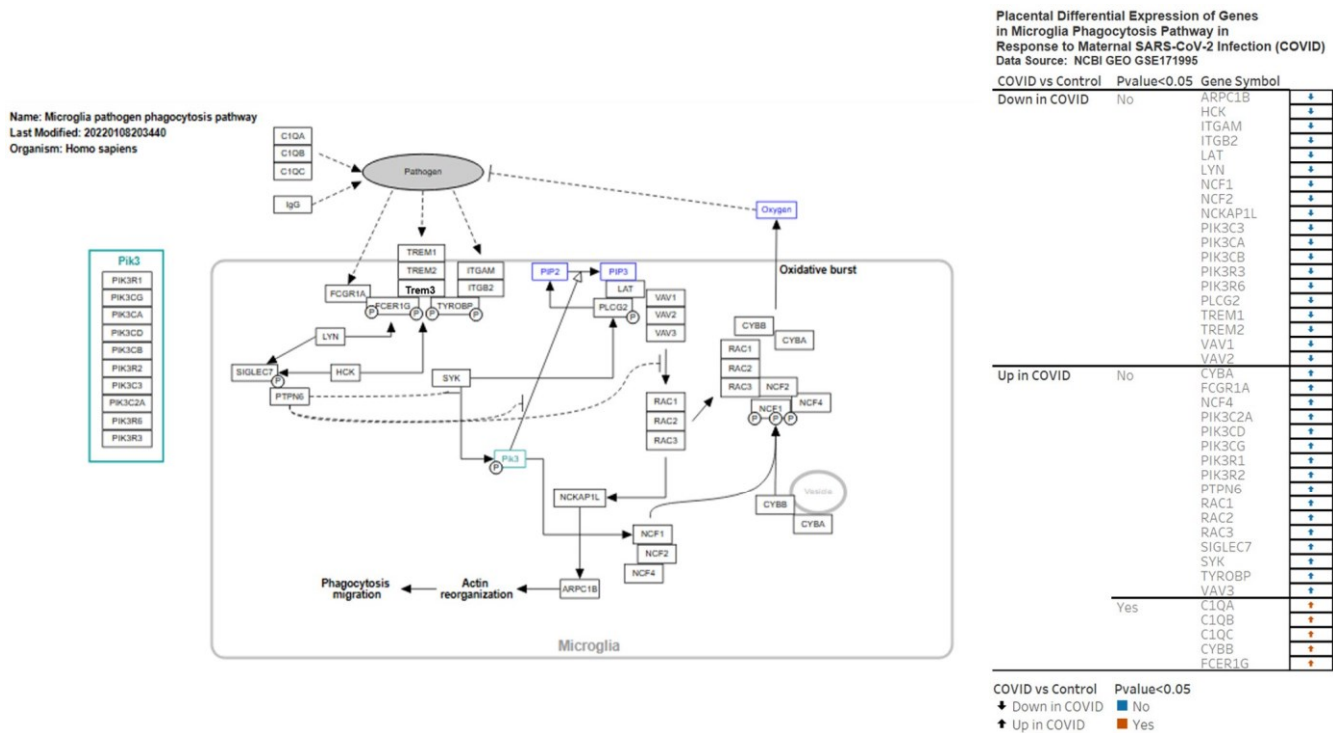 Name: Microglia pathogen phagocytosis pathway
Last Modified: 20220108203440
Organism: Homo sapiens
C1QA
C1QB
C1QC
IgG
Pathogen
Oxygen
Pik3
PIK3R1
PIK3CG
PIK3CA
PIK3CD
PIK3CB
PIK3R2
PIK3C3
PIK3C2A
PIK3R6
PIK3R3
TREM1
TREM2
Trem3
FCGR1A
FCER1G
TYROBP
P
P
P
P
ITGAM
ITGB2
PIP2
PIP3
LAT
PLCG2
P
VAV1
VAV2
VAV3
Oxidative burst
LYN
HCK
SIGLEC7
P
PTPN6
SYK
Pik3
P
RAC1
RAC2
RAC3
CYBB
CYBA
RAC1
RAC2
RAC3
NCF2
NCF1
NCF4
P
P
P
NCKAP1L
Vesicle
CYBB
CYBA
NCF1
NCF2
NCF4
ARPC1B
Actin
reorganization
Phagocytosis
migration
Microglia
Placental Differential Expression of Genes
in Microglia Phagocytosis Pathway in
Response to Maternal SARS-CoV-2 Infection (COVID)
Data Source: NCBI GEO GSE171995
COVID vs Control Pvalue<0.05 Gene Symbol
Down in COVID No ARPC1B
HCK
ITGAM
ITGB2
LAT
LYN
NCF1
NCF2
NCKAP1L
PIK3C3
PIK3CA
PIK3CB
PIK3R3
PIK3R6
PLCG2
TREM1
TREM2
VAV1
VAV2
Up in COVID No CYBA
FCGR1A
NCF4
PIK3C2A
PIK3CD
PIK3CG
PIK3R1
PIK3R2
PTPN6
RAC1
RAC2
RAC3
SIGLEC7
SYK
TYROBP
VAV3
Yes C1QA
C1QB
C1QC
CYBB
FCER1G
COVID vs Control Pvalue<0.05
Down in COVID No
Up in COVID Yes